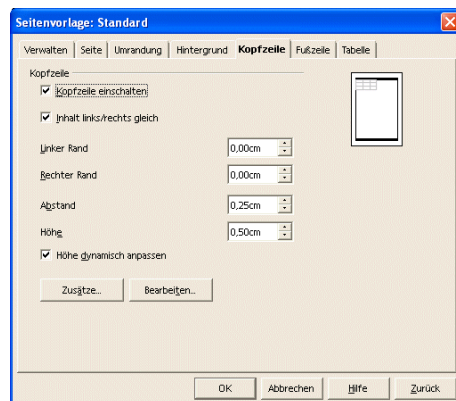 Seitenvorlage: Standard
Verwalten Seite Umrandung Hintergrund Kopfzeile Fußzeile Tabelle
Kopfzeile
Kopfzeile einschalten
Inhalt links/rechts gleich
Linker Rand 0,00cm
Rechter Rand 0,00cm
Abstand 0,25cm
Höhe 0,50cm
Höhe dynamisch anpassen
Zusätze... Bearbeiten...
OK Abbrechen Hilfe Zurück